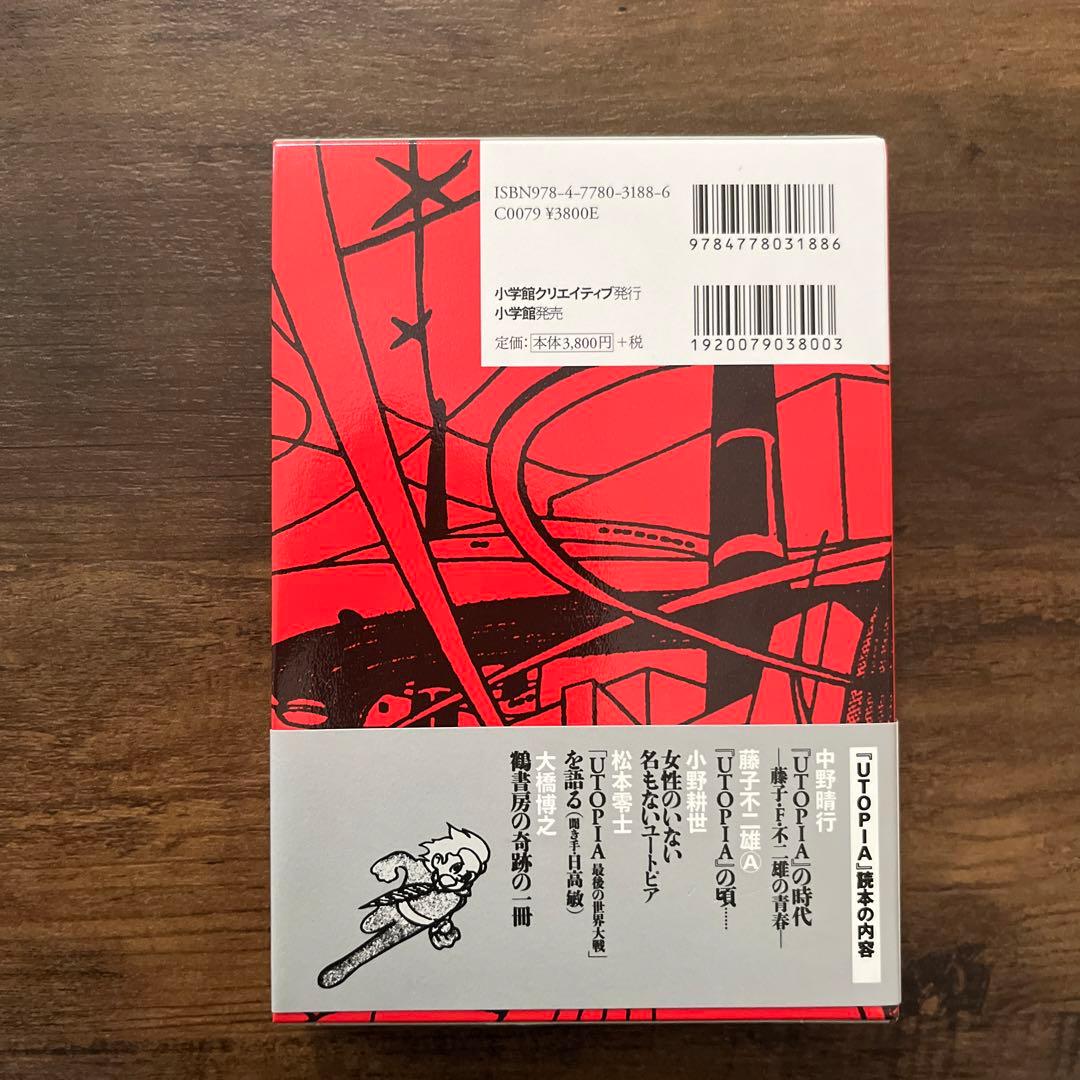 ISBN978-4-7780-3188-6
C0079 ¥3800E
9784778031886
小学館クリエイティブ発行
小学館発売
定価：本体3,800円+税
1920079038003
『UTOPIA』読本の内容
中野晴行
『UTOPIA』の時代
―藤子・F・不二雄の青春―
藤子不二雄Ⓐ
『UTOPIA』の頃……
小野耕世
女性のいない
名もないユートピア
松本零士
「UTOPIA 最後の世界大戦」
を語る（聞き手・日高敏）
大橋博之
鶴書房の奇跡の一冊